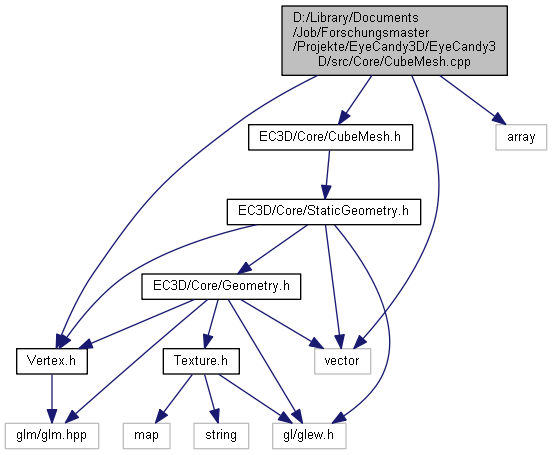 D:/Library/Documents
/Job/Forschungsmaster
/Projekte/EyeCandy3D/EyeCandy3
D/src/Core/CubeMesh.cpp
EC3D/Core/CubeMesh.h
array
EC3D/Core/StaticGeometry.h
EC3D/Core/Geometry.h
Vertex.h
Texture.h
vector
glm/glm.hpp
map
string
gl/glew.h